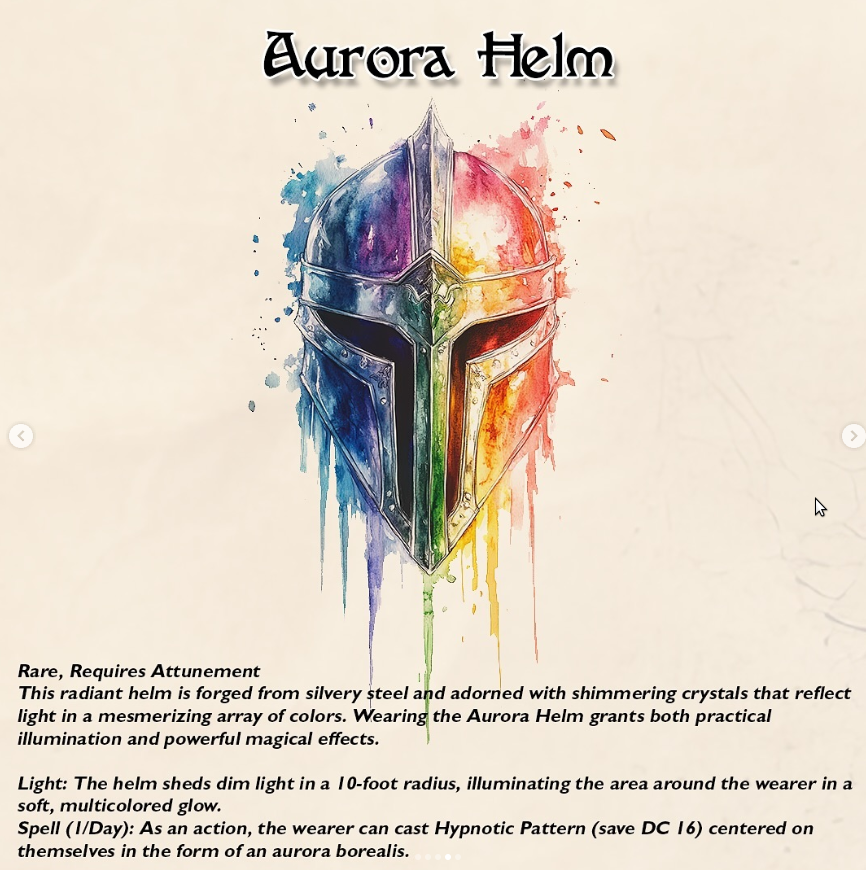 Aurora Helm
Rare, Requires Attunement
This radiant helm is forged from silvery steel and adorned with shimmering crystals that reflect
light in a mesmerizing array of colors. Wearing the Aurora Helm grants both practical
illumination and powerful magical effects.
Light: The helm sheds dim light in a 10-foot radius, illuminating the area around the wearer in a
soft, multicolored glow.
Spell (1/Day): As an action, the wearer can cast Hypnotic Pattern (save DC 16) centered on
themselves in the form of an aurora borealis.